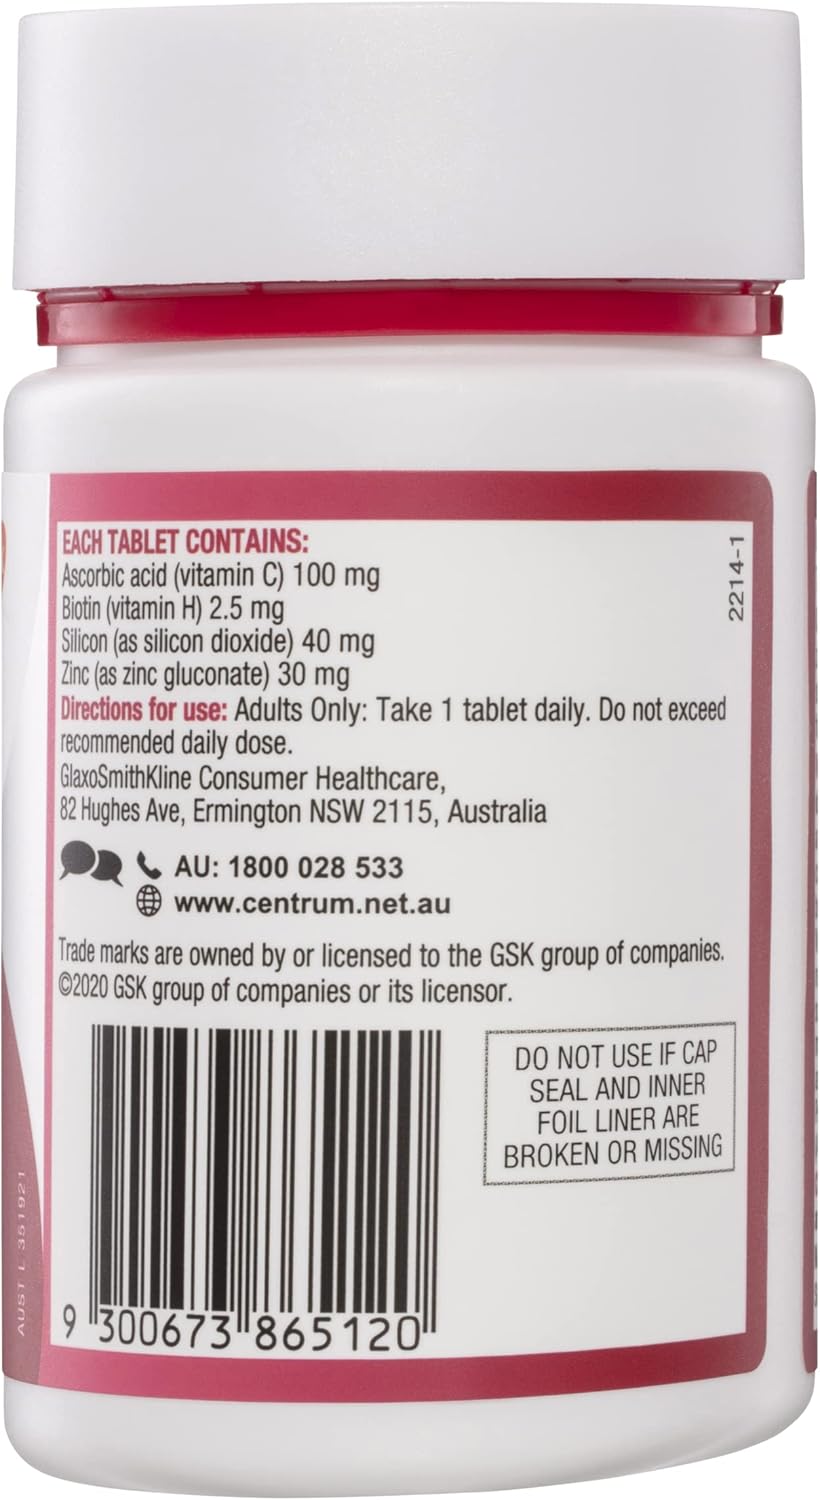 EACH TABLET CONTAINS:
Ascorbic acid (vitamin C) 100 mg
Biotin (vitamin H) 2.5 mg
Silicon (as silicon dioxide) 40 mg
Zinc (as zinc gluconate) 30 mg
Directions for use: Adults Only: Take 1 tablet daily. Do not exceed
recommended daily dose.
GlaxoSmithKline Consumer Healthcare,
82 Hughes Ave, Ermington NSW 2115, Australia
AU: 1800 028 533
www.centrum.net.au
Trade marks are owned by or licensed to the GSK group of companies.
©2020 GSK group of companies or its licensor.
DO NOT USE IF CAP
SEAL AND INNER
FOIL LINER ARE
BROKEN OR MISSING
9 300673 865120
2214-1
AUST L 351921